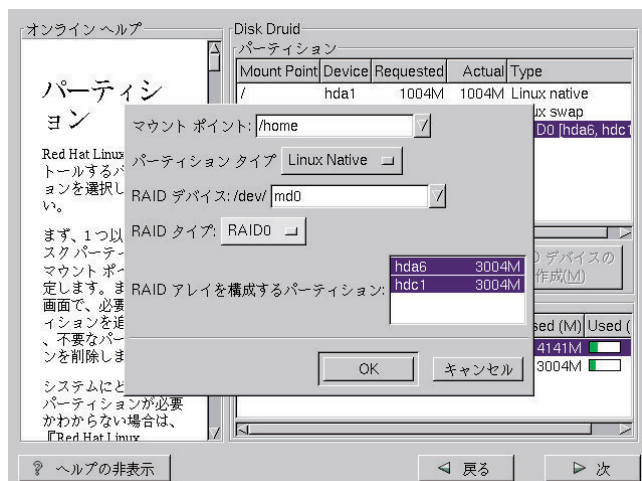 オンライン ヘルプ
パーティシ
ョン
Red Hat Linux
トールするパ
ョンを選択し
い。
まず、1つ以
スク パーテ
マウント ポ
定します。ま
画面で、必要
ィションを追
、不要なパー
ンを削除しま
システムにど
パーティションが必要
かわからない場合は、
『Red Hat Linux
Disk Druid
パーティション
Mount Point Device Requested Actual Type
/ hda1 1004M 1004M Linux native
ux swap
D0 [hda6, hdc1
マウント ポイント: /home
パーティション タイプ Linux Native
RAID デバイス: /dev/ md0
RAID タイプ: RAID0
RAID アレイを構成するパーティション:
hda6 3004M
hdc1 3004M
OK キャンセル
D デバイスの
作成(M)
sed (M) Used (
4141M
3004M
? ヘルプの非表示
戻る 次